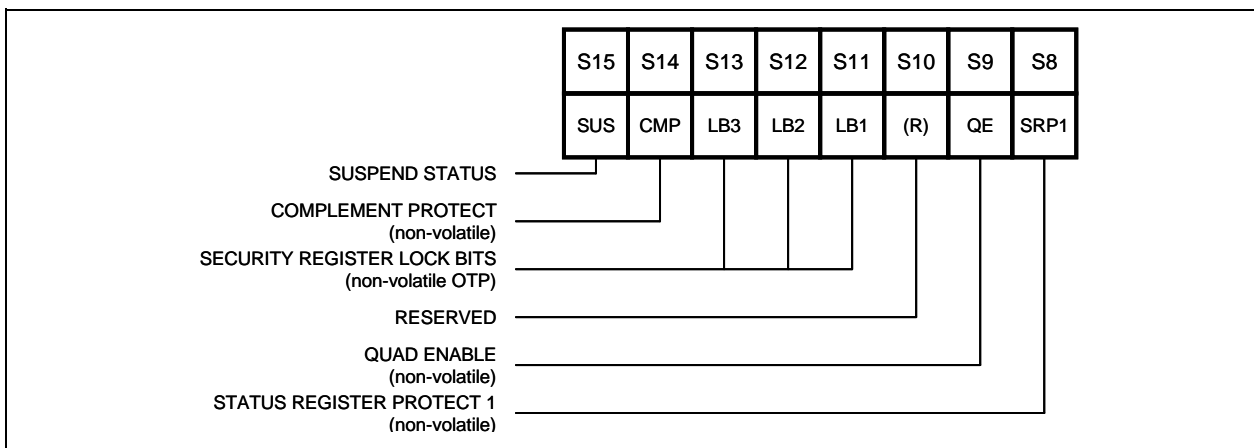 S15 S14 S13 S12 S11 S10 S9 S8
SUS CMP LB3 LB2 LB1 (R) QE SRP1
SUSPEND STATUS
COMPLEMENT PROTECT
(non-volatile)
SECURITY REGISTER LOCK BITS
(non-volatile OTP)
RESERVED
QUAD ENABLE
(non-volatile)
STATUS REGISTER PROTECT 1
(non-volatile)